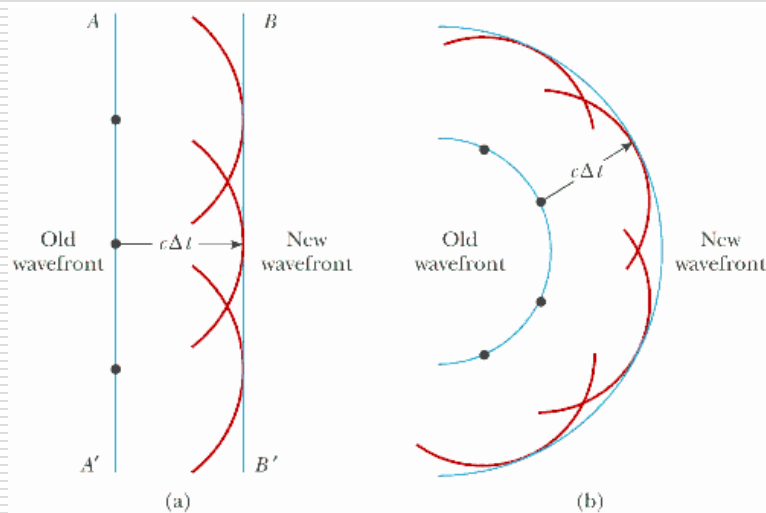 A
B
Old
wavefront
cΔt
New
wavefront
A′
B′
(a)
cΔt
Old
wavefront
New
wavefront
(b)